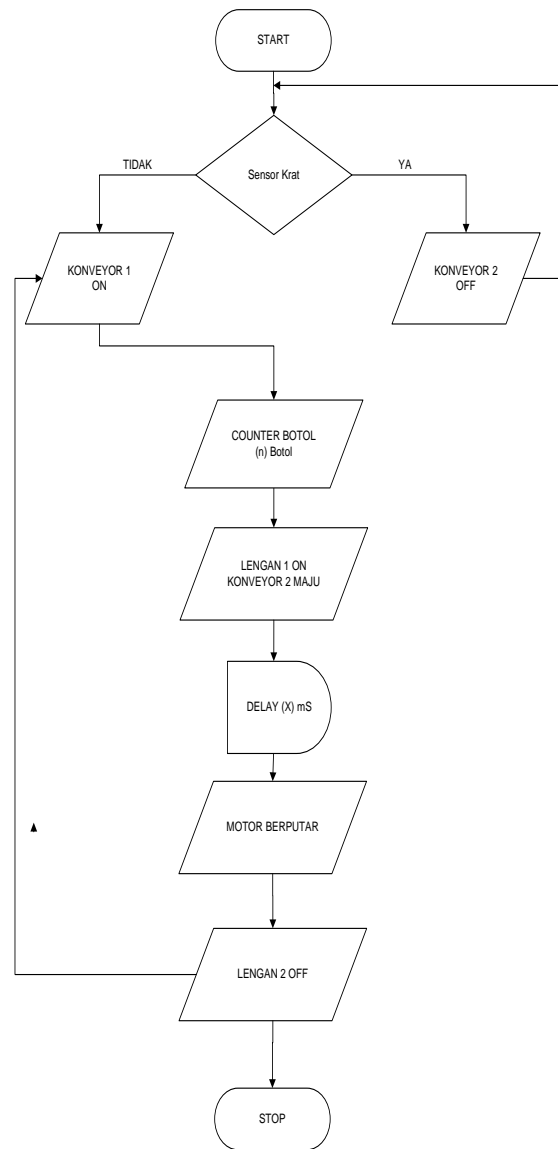 START
Sensor Krat
TIDAK
YA
KONVEYOR 1
ON
KONVEYOR 2
OFF
COUNTER BOTOL
(n) Botol
LENGAN 1 ON
KONVEYOR 2 MAJU
DELAY (X) mS
MOTOR BERPUTAR
LENGAN 2 OFF
STOP